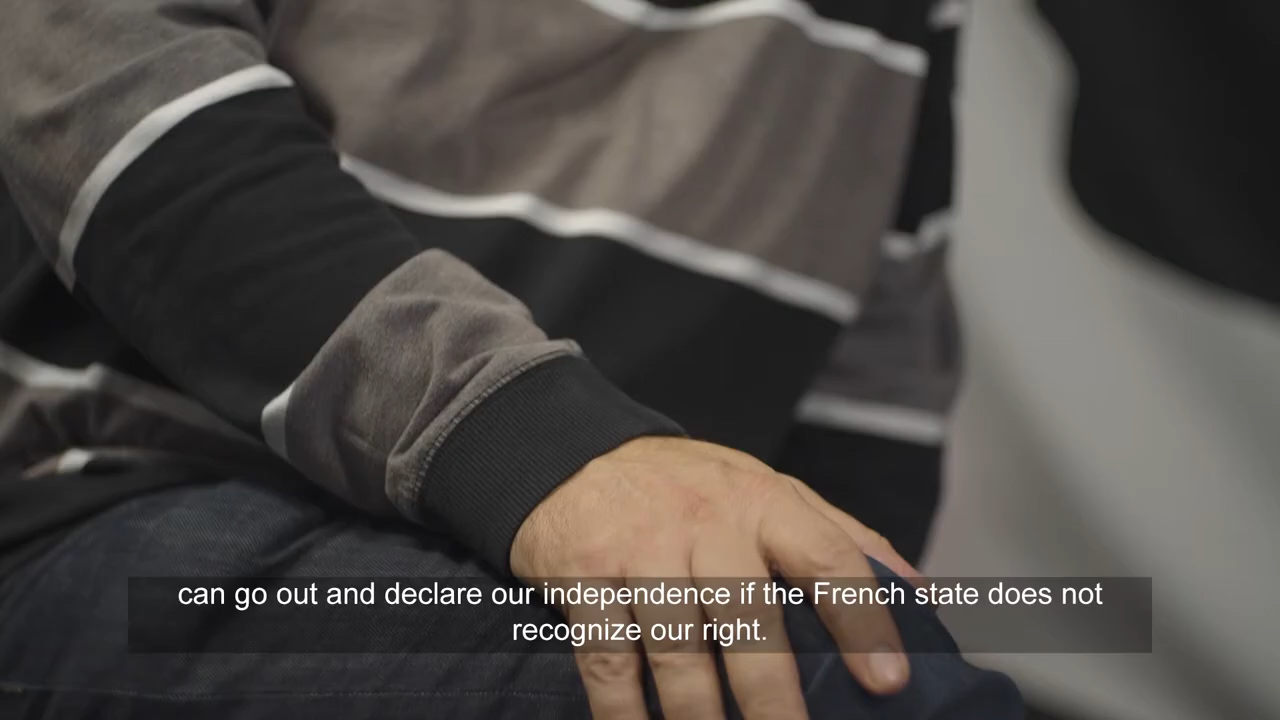 can go out and declare our independence if the French state does not
recognize our right.